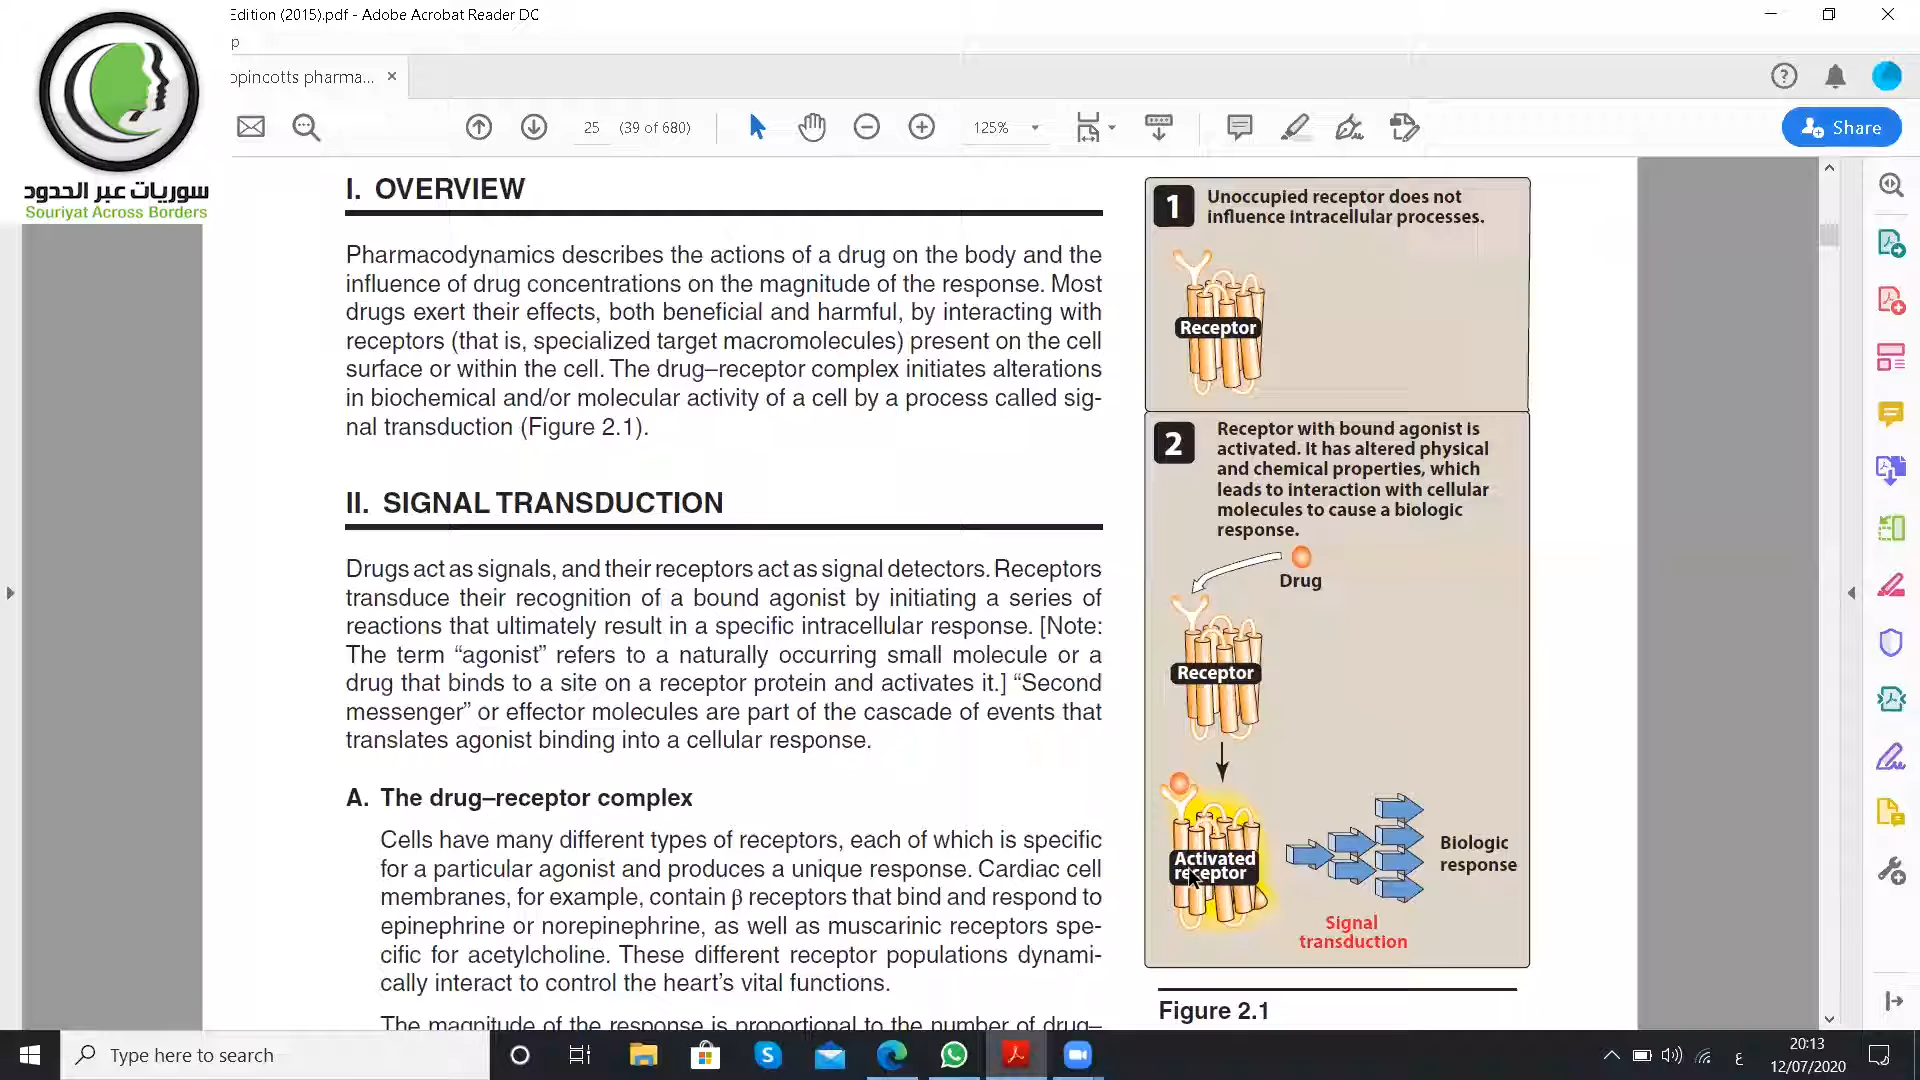 Edition (2015).pdf - Adobe Acrobat Reader DC
p
opincotts pharma...
25 (39 of 680)
125%
Share
سوريات عبر الحدود
Souriyat Across Borders
I. OVERVIEW
Pharmacodynamics describes the actions of a drug on the body and the
influence of drug concentrations on the magnitude of the response. Most
drugs exert their effects, both beneficial and harmful, by interacting with
receptors (that is, specialized target macromolecules) present on the cell
surface or within the cell. The drug–receptor complex initiates alterations
in biochemical and/or molecular activity of a cell by a process called sig-
nal transduction (Figure 2.1).
II. SIGNAL TRANSDUCTION
Drugs act as signals, and their receptors act as signal detectors. Receptors
transduce their recognition of a bound agonist by initiating a series of
reactions that ultimately result in a specific intracellular response. [Note:
The term “agonist” refers to a naturally occurring small molecule or a
drug that binds to a site on a receptor protein and activates it.] “Second
messenger” or effector molecules are part of the cascade of events that
translates agonist binding into a cellular response.
A. The drug–receptor complex
Cells have many different types of receptors, each of which is specific
for a particular agonist and produces a unique response. Cardiac cell
membranes, for example, contain β receptors that bind and respond to
epinephrine or norepinephrine, as well as muscarinic receptors spe-
cific for acetylcholine. These different receptor populations dynami-
cally interact to control the heart’s vital functions.
The magnitude of the response is proportional to the number of drug–
1
Unoccupied receptor does not
influence intracellular processes.
Receptor
2
Receptor with bound agonist is
activated. It has altered physical
and chemical properties, which
leads to interaction with cellular
molecules to cause a biologic
response.
Drug
Receptor
Activated
receptor
Biologic
response
Signal
transduction
Figure 2.1
Type here to search
ع
20:13
12/07/2020